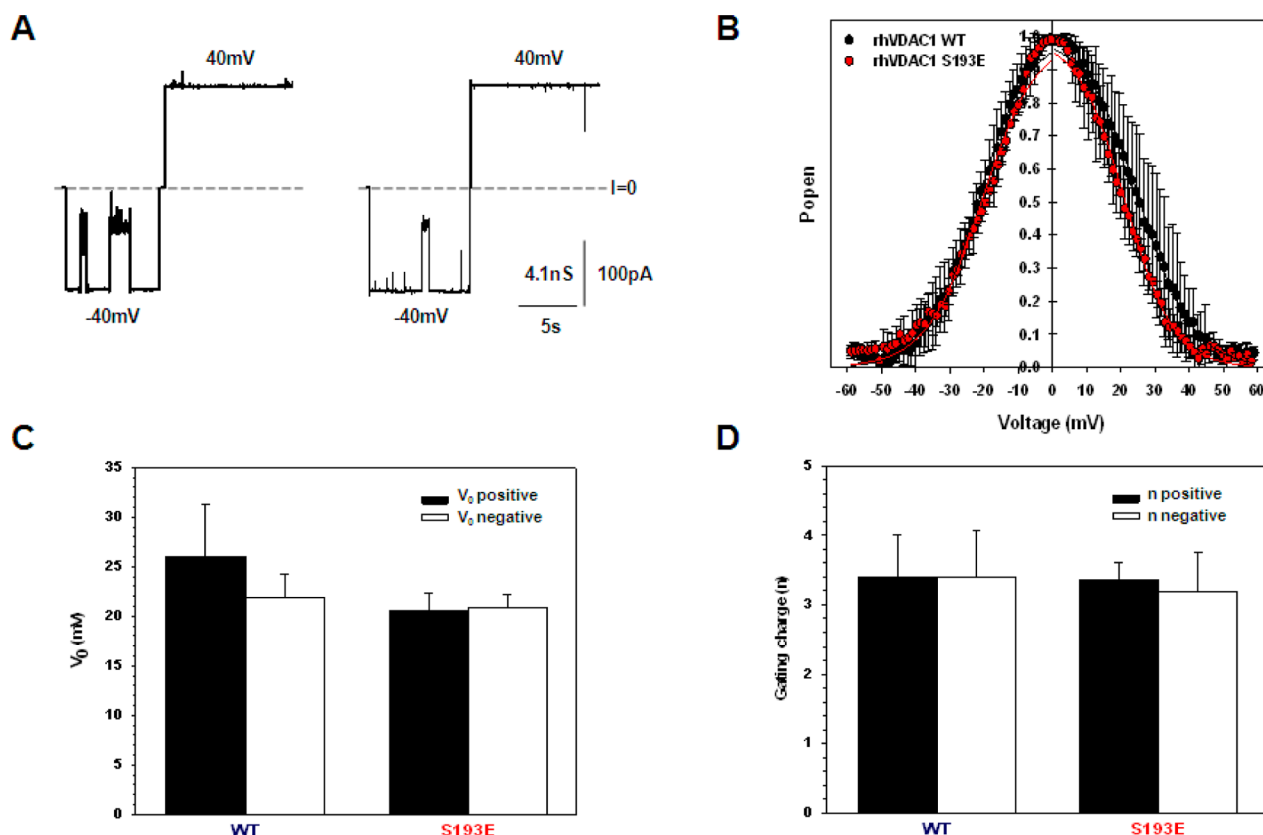 A
40mV
40mV
I=0
4.1nS
100pA
-40mV
-40mV
5s
B
rhVDAC1 WT
rhVDAC1 S193E
Popen
1.0
0.9
0.8
0.7
0.6
0.5
0.4
0.3
0.2
0.1
0.0
-60 -50 -40 -30 -20 -10 0 10 20 30 40 50 60
Voltage (mV)
C
V₀ positive
V₀ negative
V₀ (mV)
35
30
25
20
15
10
5
0
WT S193E
D
n positive
n negative
Gating charge (n)
5
4
3
2
1
0
WT S193E